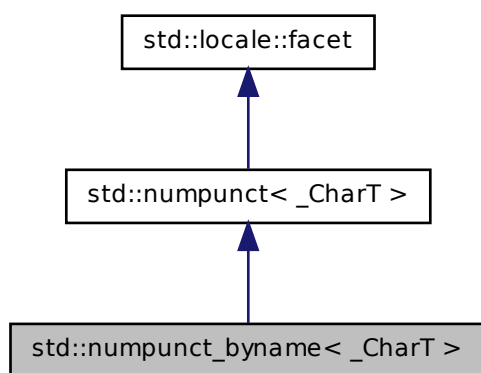 std::locale::facet
std::numpunct< _CharT >
std::numpunct_byname< _CharT >